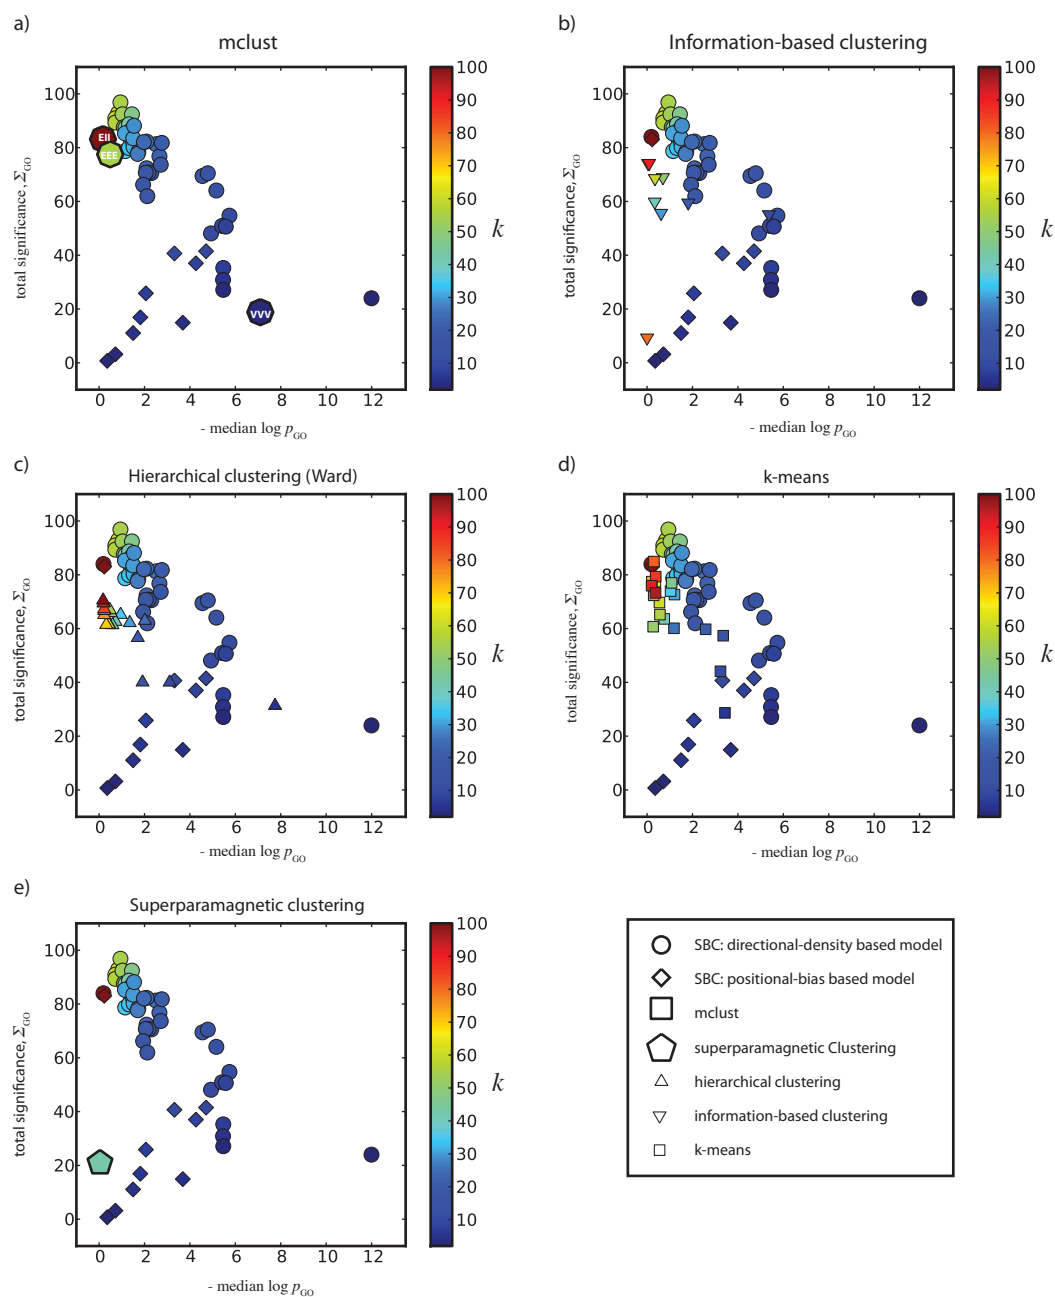 a)
mclust
total significance, Σ_GO
100
80
60
40
20
0
EII
EEE
VVV
0 2 4 6 8 10 12
- median log p_GO
100
90
80
70
60
50
40
30
20
10
k
b)
Information-based clustering
total significance, Σ_GO
100
80
60
40
20
0
0 2 4 6 8 10 12
- median log p_GO
100
90
80
70
60
50
40
30
20
10
k
c)
Hierarchical clustering (Ward)
total significance, Σ_GO
100
80
60
40
20
0
0 2 4 6 8 10 12
- median log p_GO
100
90
80
70
60
50
40
30
20
10
k
d)
k-means
total significance, Σ_GO
100
80
60
40
20
0
0 2 4 6 8 10 12
- median log p_GO
100
90
80
70
60
50
40
30
20
10
k
e)
Superparamagnetic clustering
total significance, Σ_GO
100
80
60
40
20
0
0 2 4 6 8 10 12
- median log p_GO
100
90
80
70
60
50
40
30
20
10
k
SBC: directional-density based model
SBC: positional-bias based model
mclust
superparamagnetic Clustering
hierarchical clustering
information-based clustering
k-means